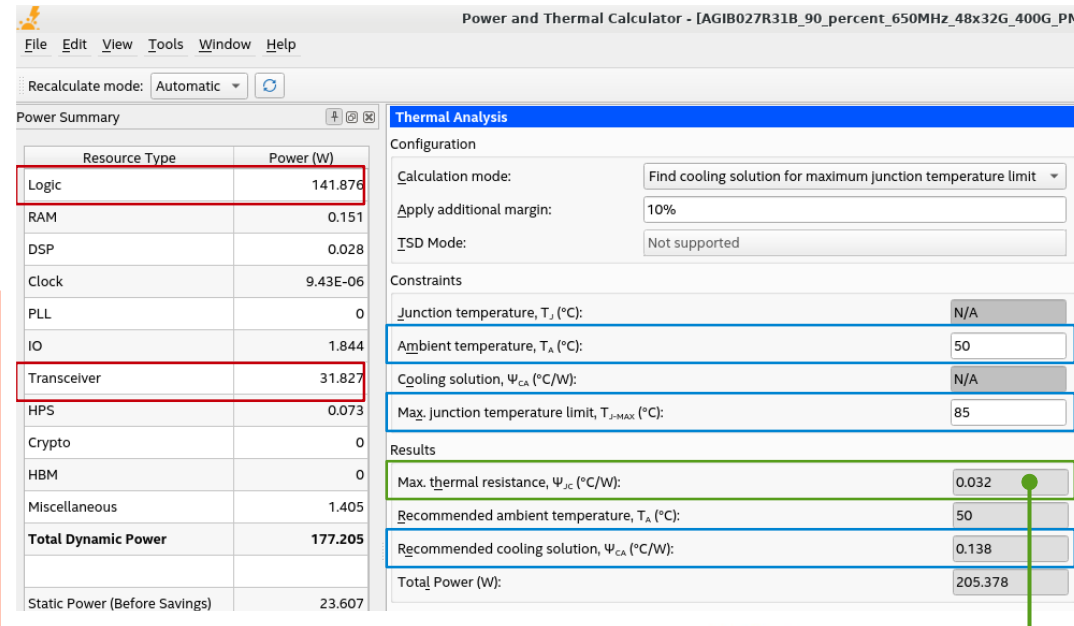 Power and Thermal Calculator - [AGIB027R31B_90_percent_650MHz_48x32G_400G_
File Edit View Tools Window Help
Recalculate mode: Automatic
Power Summary
Resource Type Power (W)
Logic 141.876
RAM 0.151
DSP 0.028
Clock 9.43E-06
PLL 0
IO 1.844
Transceiver 31.827
HPS 0.073
Crypto 0
HBM 0
Miscellaneous 1.405
Total Dynamic Power 177.205
Static Power (Before Savings) 23.607
Thermal Analysis
Configuration
Calculation mode: Find cooling solution for maximum junction temperature limit
Apply additional margin: 10%
TSD Mode: Not supported
Constraints
Junction temperature, TJ (°C): N/A
Ambient temperature, TA (°C): 50
Cooling solution, ΨCA (°C/W): N/A
Max. junction temperature limit, TJ-MAX (°C): 85
Results
Max. thermal resistance, ΨJC (°C/W): 0.032
Recommended ambient temperature, TA (°C): 50
Recommended cooling solution, ΨCA (°C/W): 0.138
Total Power (W): 205.378